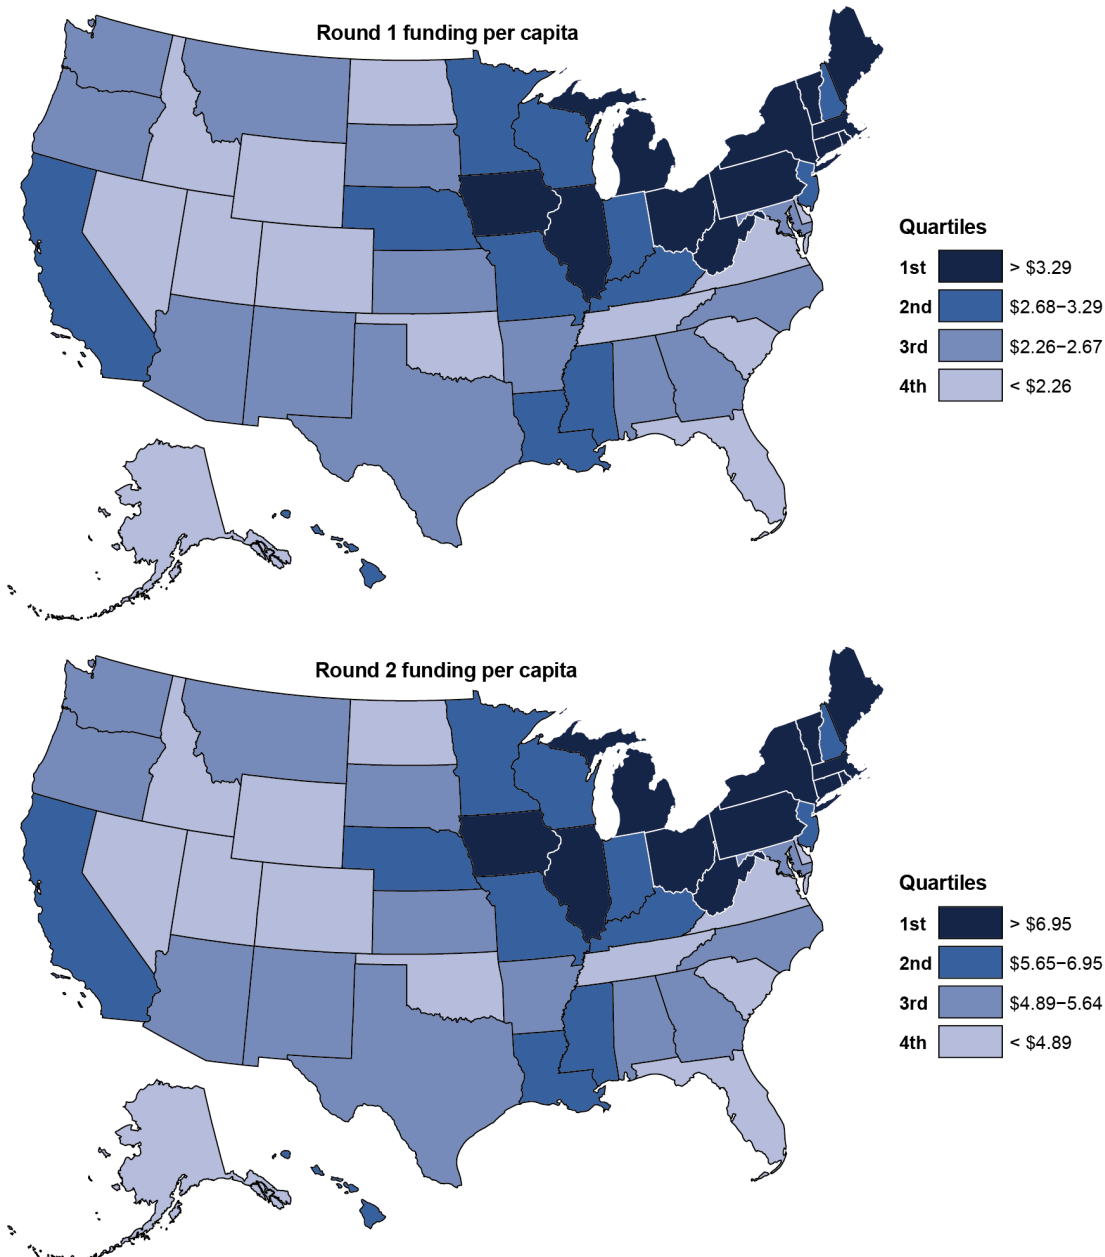 Round 1 funding per capita
Quartiles
1st > $3.29
2nd $2.68–3.29
3rd $2.26–2.67
4th < $2.26
Round 2 funding per capita
Quartiles
1st > $6.95
2nd $5.65–6.95
3rd $4.89–5.64
4th < $4.89